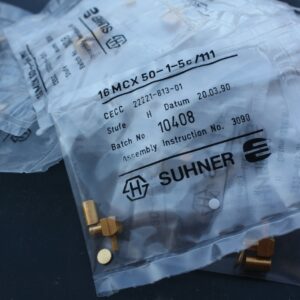 16 MCX 50-1-5c/111
CECC 22221-813-01
Stufe H Datum 20.03.90
Batch No 10408
Assembly Instruction No. 3090
SUHNER